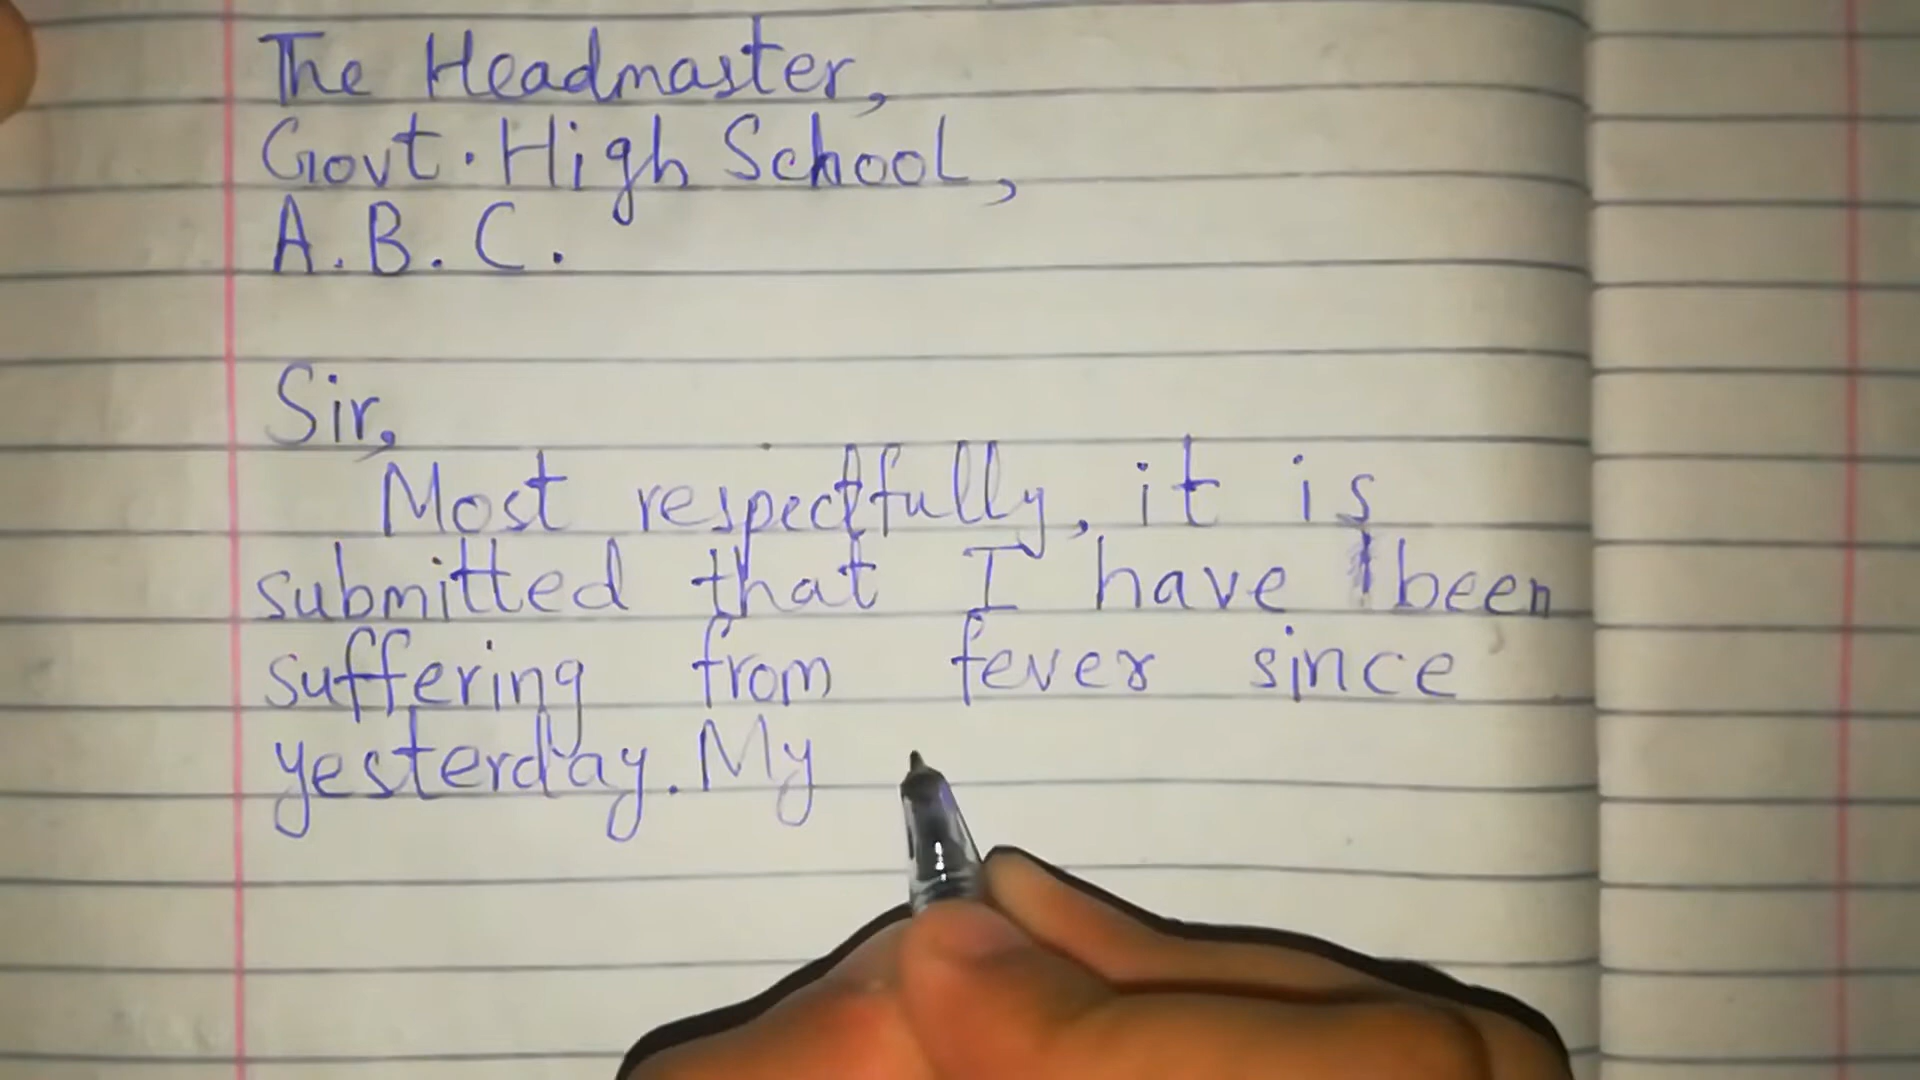 The Headmaster,
Govt. High School,
A. B. C.
Sir,
Most respectfully, it is
submitted that I have been
suffering from fever since
yesterday. My